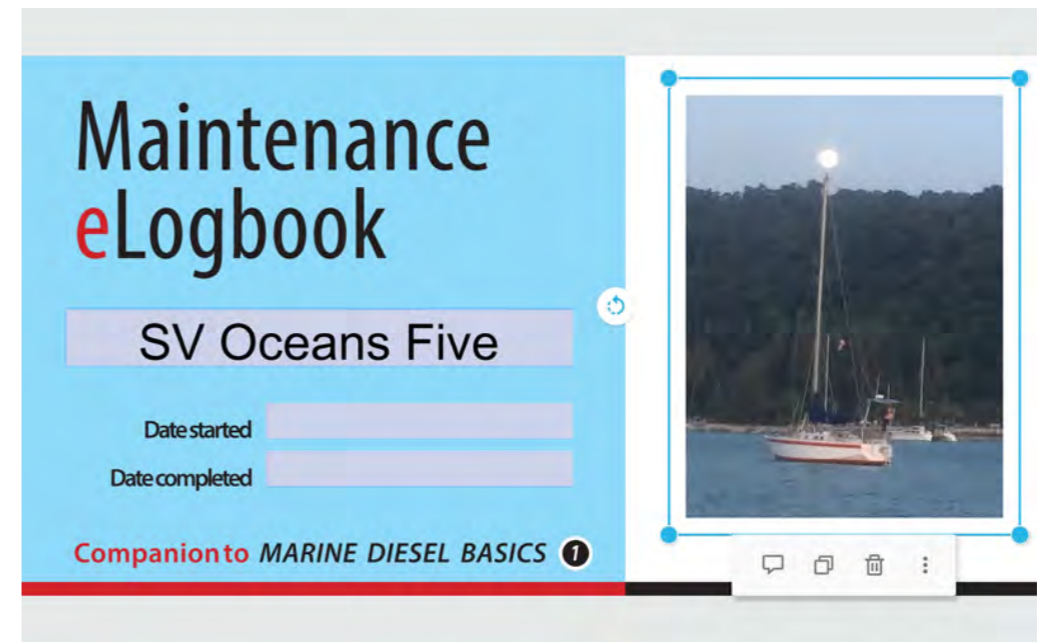 Maintenance
eLogbook
SV Oceans Five
Date started
Date completed
Companion to MARINE DIESEL BASICS 1